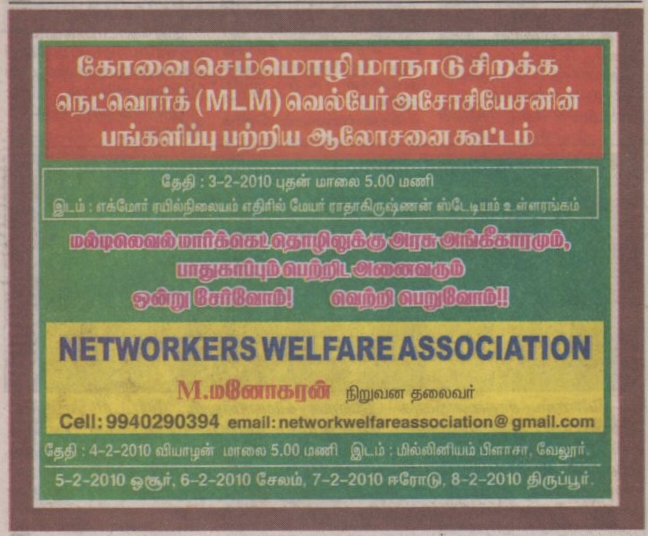 கோவை செம்மொழி மாநாடு சிறக்க
நெட்வொர்க் (MLM) வெல்பேர் அசோசியேசனின்
பங்களிப்பு பற்றிய ஆலோசனை கூட்டம்
தேதி : 3-2-2010 புதன் மாலை 5.00 மணி
இடம் : எக்மோர் ரயில்நிலையம் எதிரில் மேயர் ராதாகிருஷ்ணன் ஸ்டேடியம் உள்ளரங்கம்
மல்டிலெவல் மார்க்கெட் தொழிலுக்கு அரசு அங்கீகாரமும்,
பாதுகாப்பும் பெற்றிட அனைவரும்
ஒன்று சேர்வோம்! வெற்றி பெறுவோம்!!
NETWORKERS WELFARE ASSOCIATION
M.மனோகரன் நிறுவன தலைவர்
Cell: 9940290394 email: networkwelfareassociation@gmail.com
தேதி : 4-2-2010 வியாழன் மாலை 5.00 மணி இடம் : மில்லினியம் பிளாசா, வேலூர்.
5-2-2010 ஓசூர், 6-2-2010 சேலம், 7-2-2010 ஈரோடு, 8-2-2010 திருப்பூர்.